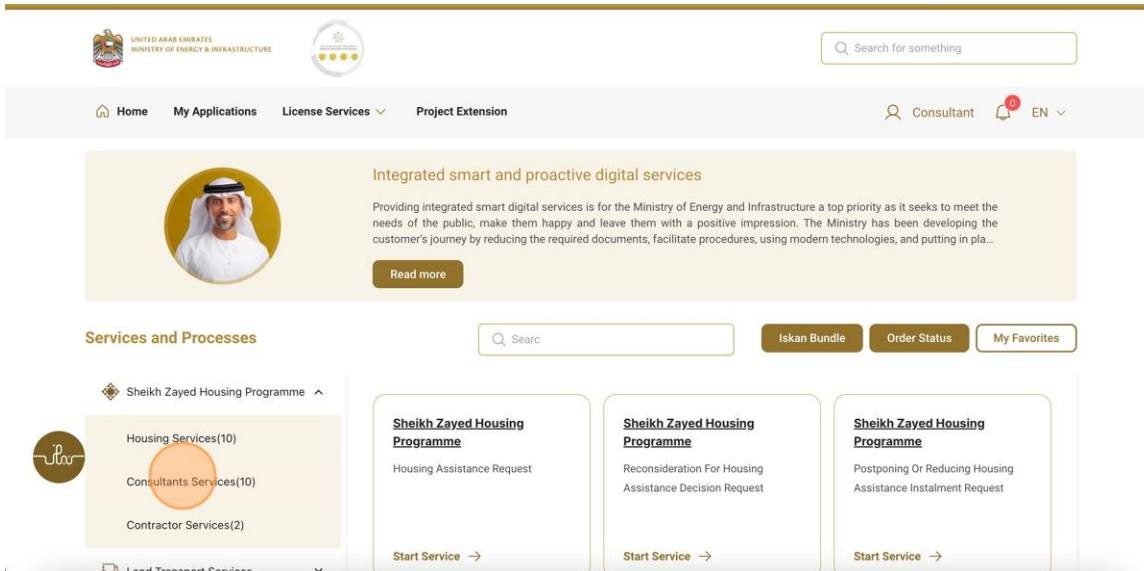 UNITED ARAB EMIRATES
MINISTRY OF ENERGY & INFRASTRUCTURE
Search for something
Home My Applications License Services Project Extension Consultant 0 EN
Integrated smart and proactive digital services
Providing integrated smart digital services is for the Ministry of Energy and Infrastructure a top priority as it seeks to meet the
needs of the public, make them happy and leave them with a positive impression. The Ministry has been developing the
customer's journey by reducing the required documents, facilitate procedures, using modern technologies, and putting in pla...
Read more
Services and Processes
Searc
Iskan Bundle Order Status My Favorites
Sheikh Zayed Housing Programme
Housing Services(10)
Consultants Services(10)
Contractor Services(2)
Land Transport Services
Sheikh Zayed Housing
Programme
Housing Assistance Request
Start Service →
Sheikh Zayed Housing
Programme
Reconsideration For Housing
Assistance Decision Request
Start Service →
Sheikh Zayed Housing
Programme
Postponing Or Reducing Housing
Assistance Instalment Request
Start Service →